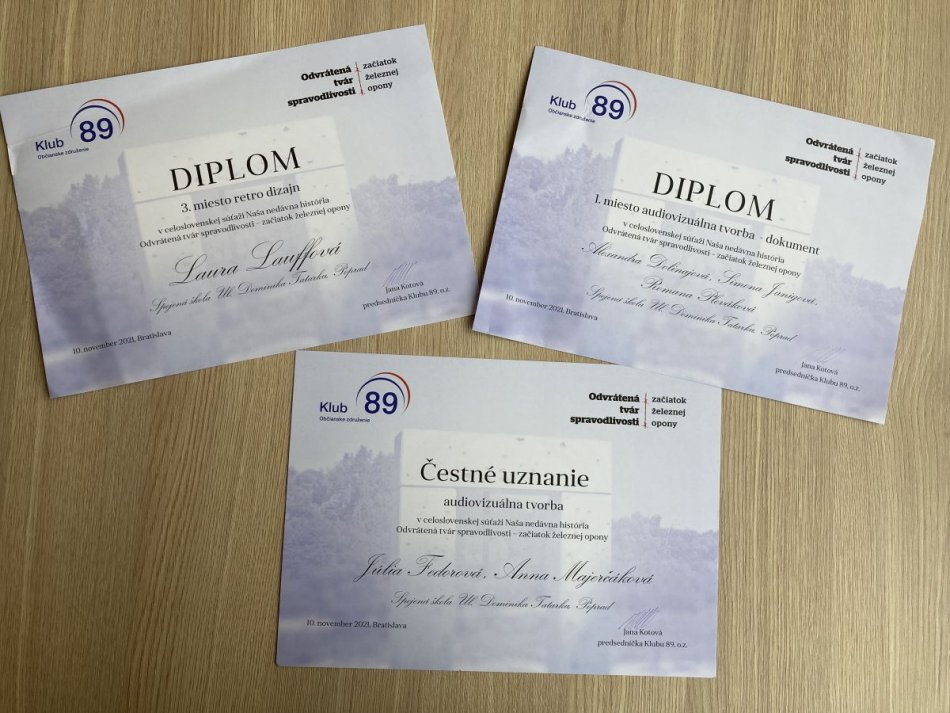 Klub 89
Občianske združenie
Odvrátená začiatok
tvár železnej
spravodlivosti opony
DIPLOM
3. miesto retro dizajn
v celoslovenskej súťaži Naša nedávna história
Odvrátená tvár spravodlivosti – začiatok železnej opony
Laura Lauffová
Spojená škola Ul. Dominika Tatarku, Poprad
Jana Kotová
predsedníčka Klubu 89, o.z.
10. november 2021, Bratislava
Klub 89
Občianske združenie
Odvrátená začiatok
tvár železnej
spravodlivosti opony
DIPLOM
1. miesto audiovizuálna tvorba - dokument
v celoslovenskej súťaži Naša nedávna história
Odvrátená tvár spravodlivosti – začiatok železnej opony
Alexandra Dolingjová, Simona Janigová,
Romana Plováková
Spojená škola Ul. Dominika Tatarku, Poprad
10. november 2021, Bratislava
Jana Kotová
predsedníčka Klubu 89, o.z.
Klub 89
Občianske združenie
Odvrátená začiatok
tvár železnej
spravodlivosti opony
Čestné uznanie
audiovizuálna tvorba
v celoslovenskej súťaži Naša nedávna história
Odvrátená tvár spravodlivosti – začiatok železnej opony
Júlia Fedorová, Anna Majerčáková
Spojená škola Ul. Dominika Tatarku, Poprad
10. november 2021, Bratislava
Jana Kotová
predsedníčka Klubu 89, o.z.